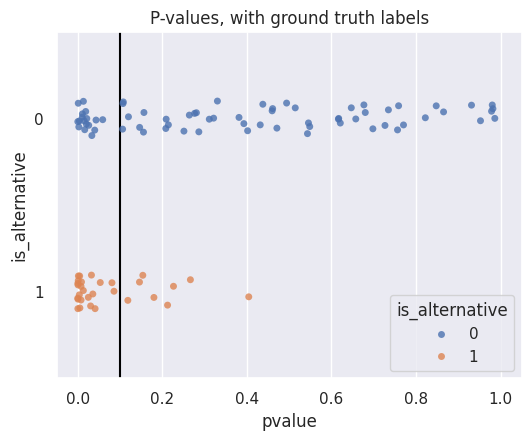 P-values, with ground truth labels
is_alternative
0
1
is_alternative
0
1
0.0 0.2 0.4 0.6 0.8 1.0
pvalue